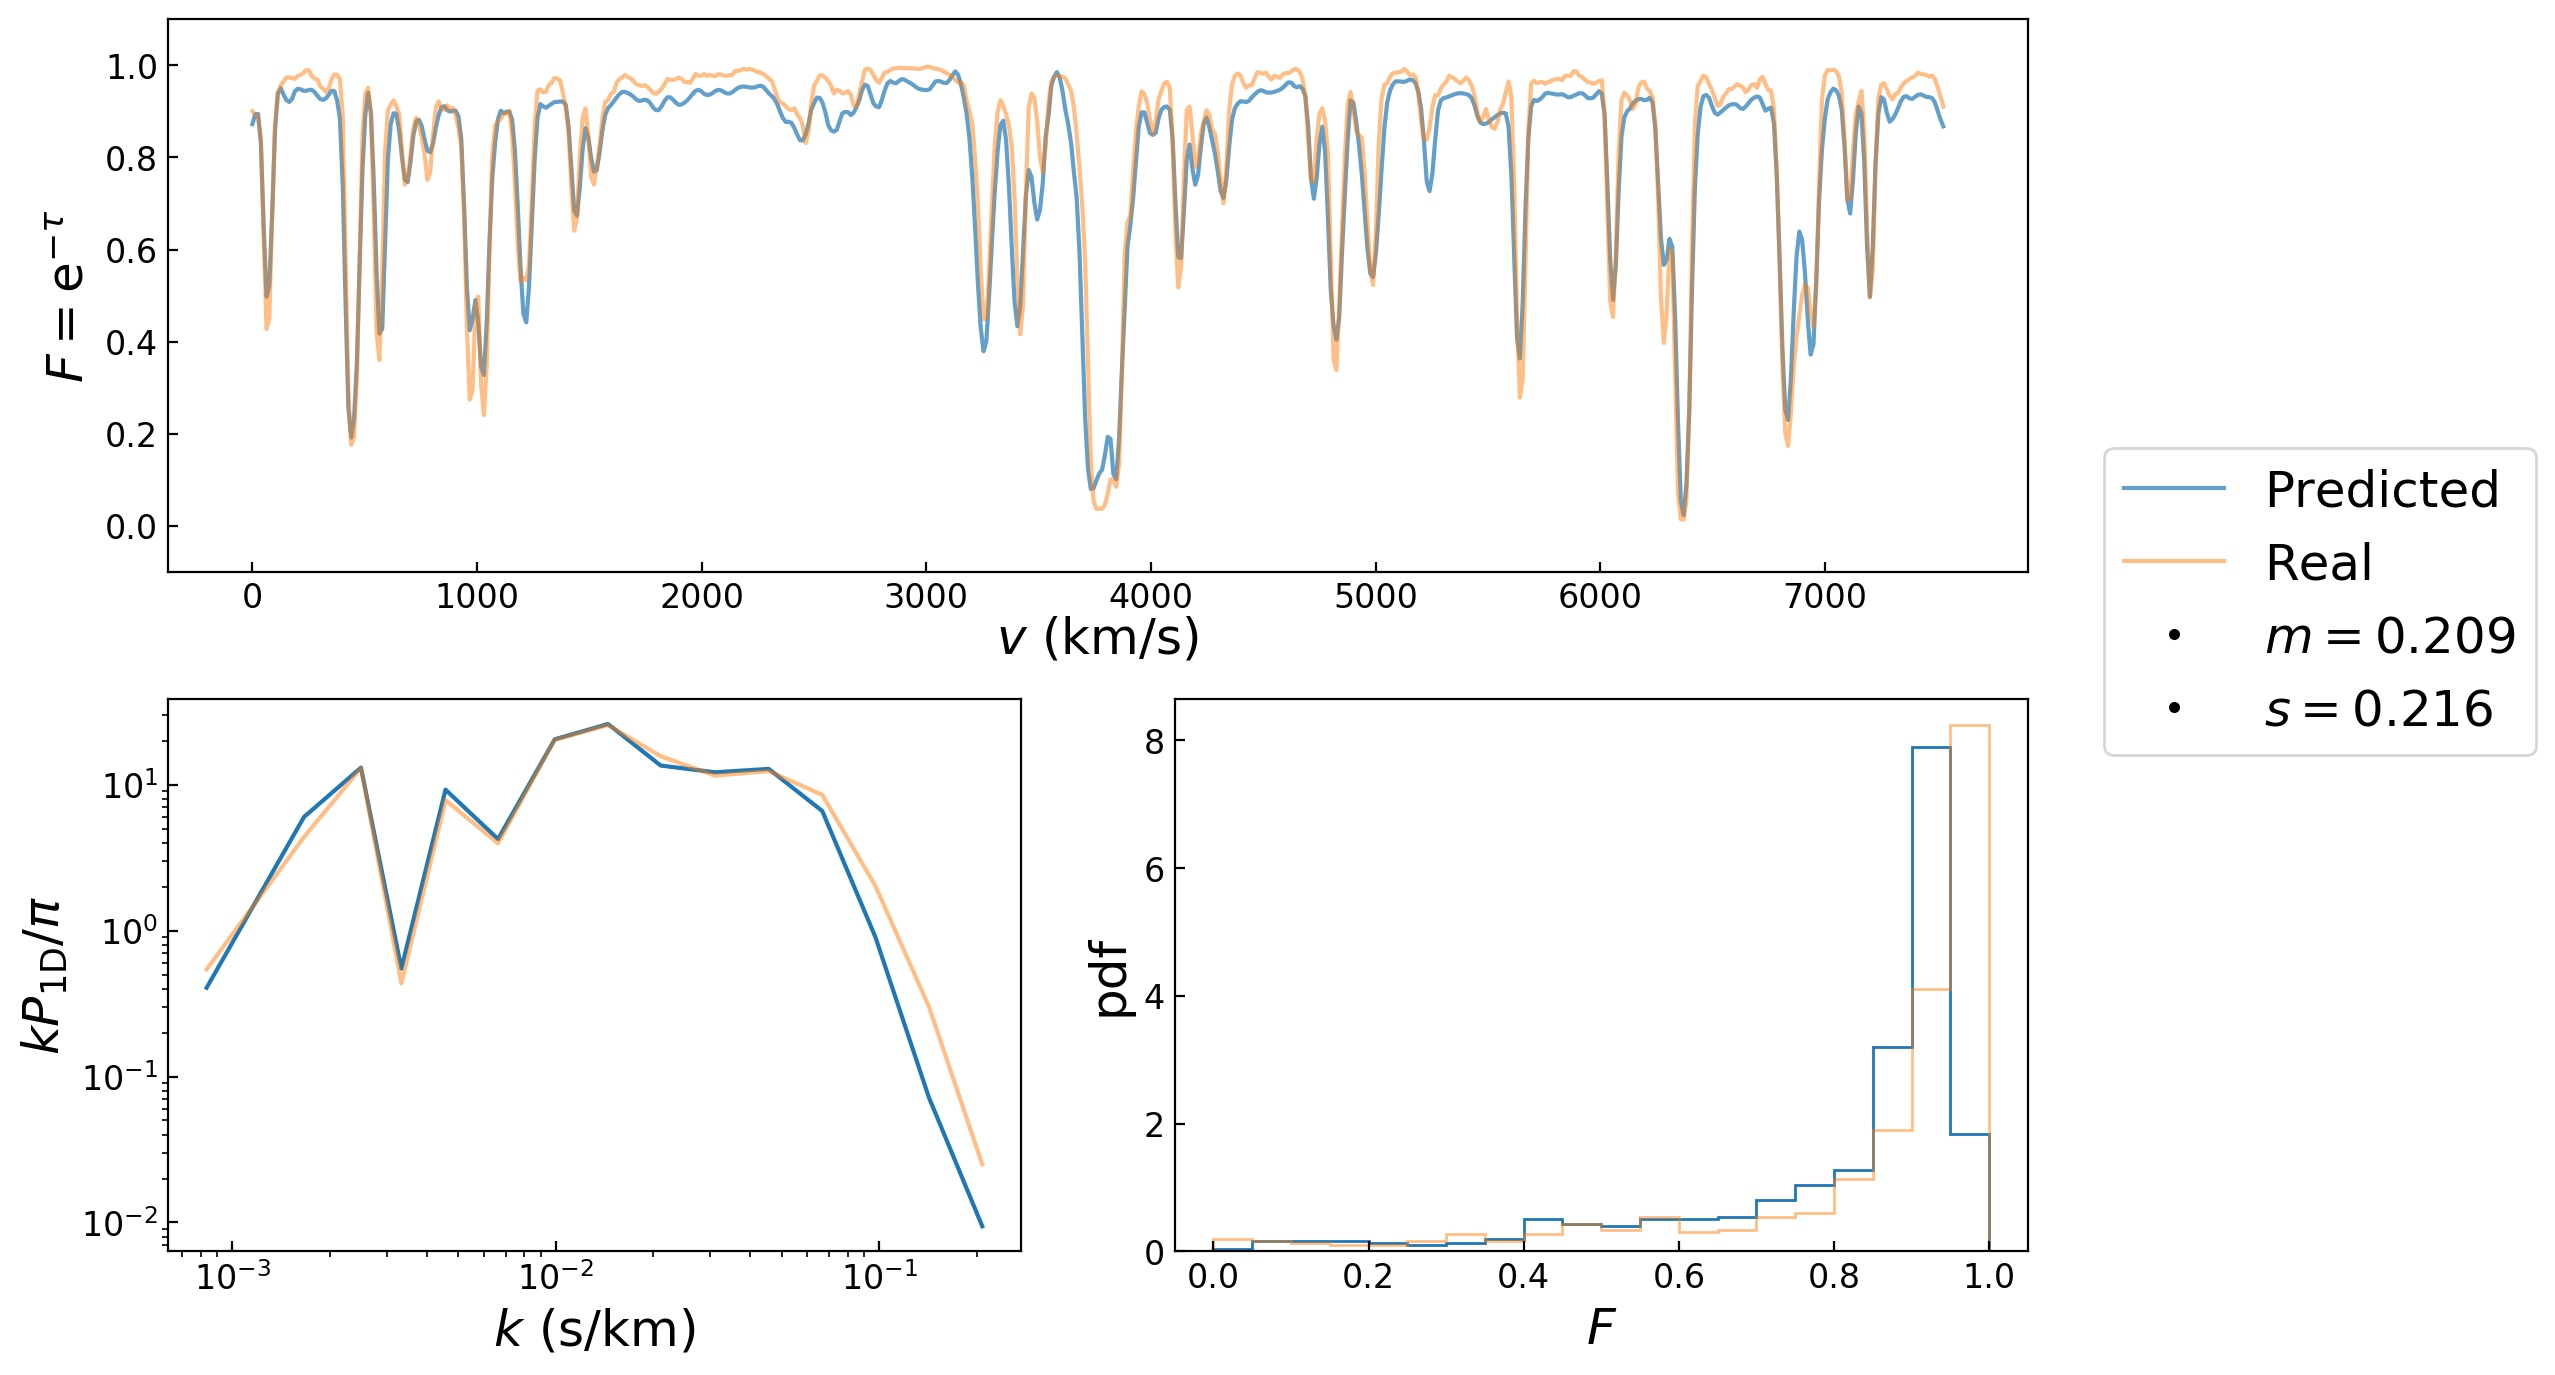 F = e^{−τ}
1.0
0.8
0.6
0.4
0.2
0.0
0 1000 2000 3000 4000 5000 6000 7000
v (km/s)
Predicted
Real
m = 0.209
s = 0.216
kP_{1D}/π
10^1
10^0
10^{−1}
10^{−2}
10^{−3} 10^{−2} 10^{−1}
k (s/km)
pdf
8
6
4
2
0
0.0 0.2 0.4 0.6 0.8 1.0
F